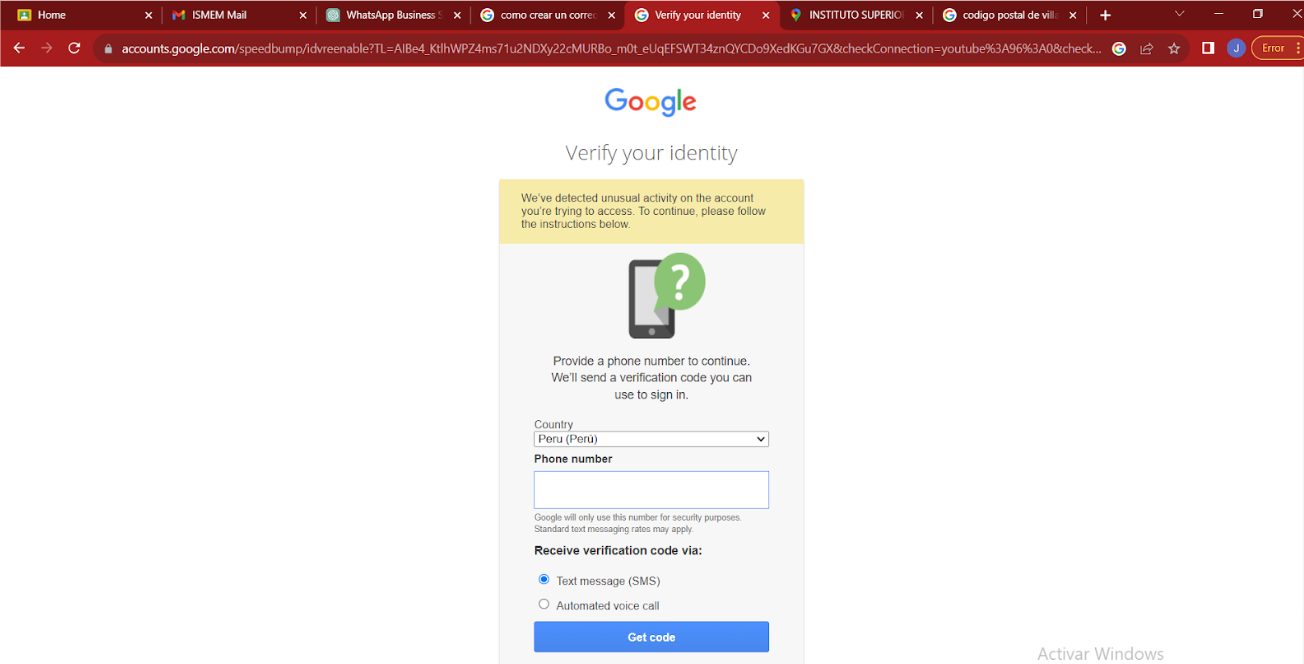 Home
ISMEM Mail
WhatsApp Business S
como crear un correo
Verify your identity
INSTITUTO SUPERIOR
codigo postal de villa
accounts.google.com/speedbump/idvreenable?TL=AIBe4_KtlhWPZ4ms71u2NDXy22cMURBo_m0t_eUqEFSWT34znQYCDo9XedKGu7GX&checkConnection=youtube%3A96%3A0&check...
J
Error
Google
Verify your identity
We've detected unusual activity on the account
you're trying to access. To continue, please follow
the instructions below.
?
Provide a phone number to continue.
We'll send a verification code you can
use to sign in.
Country
Peru (Perú)
Phone number
Google will only use this number for security purposes.
Standard text messaging rates may apply.
Receive verification code via:
Text message (SMS)
Automated voice call
Get code
Activar Windows